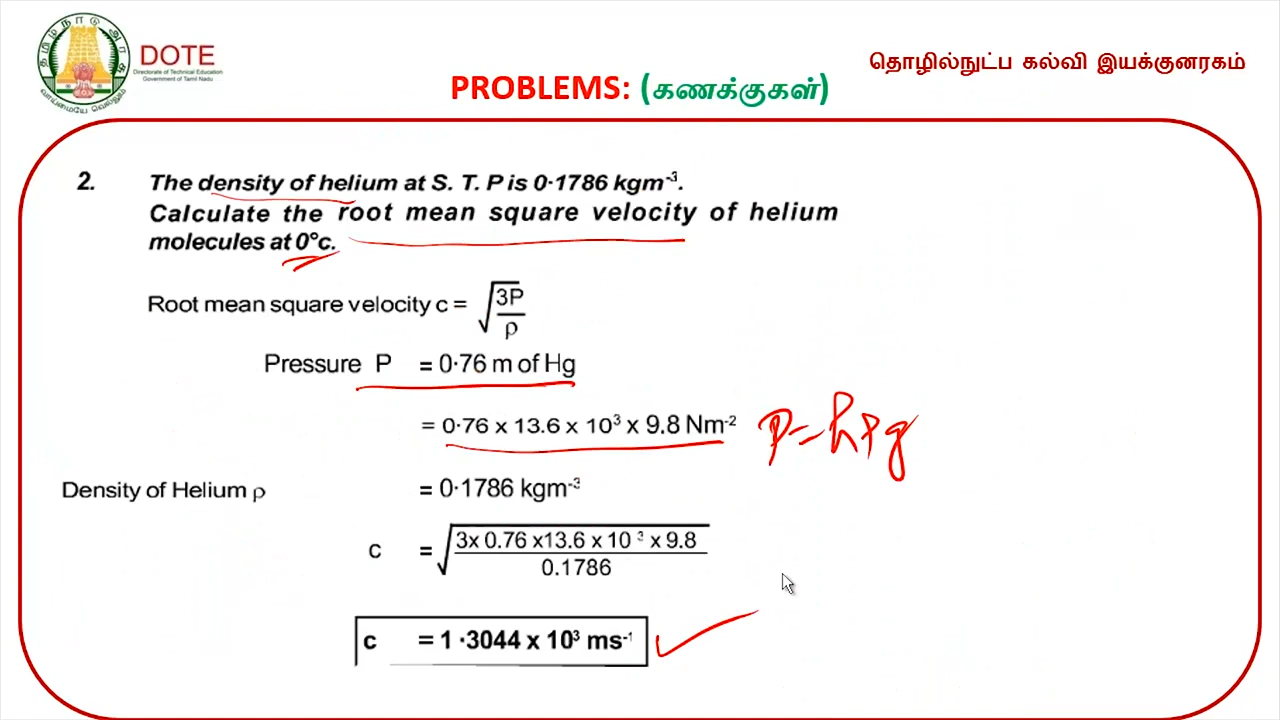 தமிழ்நாடு அரசு
வாய்மையே வெல்லும்
DOTE
Directorate of Technical Education
Government of Tamil Nadu
தொழில்நுட்ப கல்வி இயக்குனரகம்
PROBLEMS: (கணக்குகள்)
2. The density of helium at S. T. P is 0·1786 kgm⁻³.
Calculate the root mean square velocity of helium
molecules at 0°c.
Root mean square velocity c = √(3P/ρ)
Pressure P = 0·76 m of Hg
= 0·76 x 13.6 x 10³ x 9.8 Nm⁻²
P = hρg
Density of Helium ρ = 0·1786 kgm⁻³
c = √(3x 0.76 x13.6 x 10³ x 9.8 / 0.1786)
c = 1·3044 x 10³ ms⁻¹